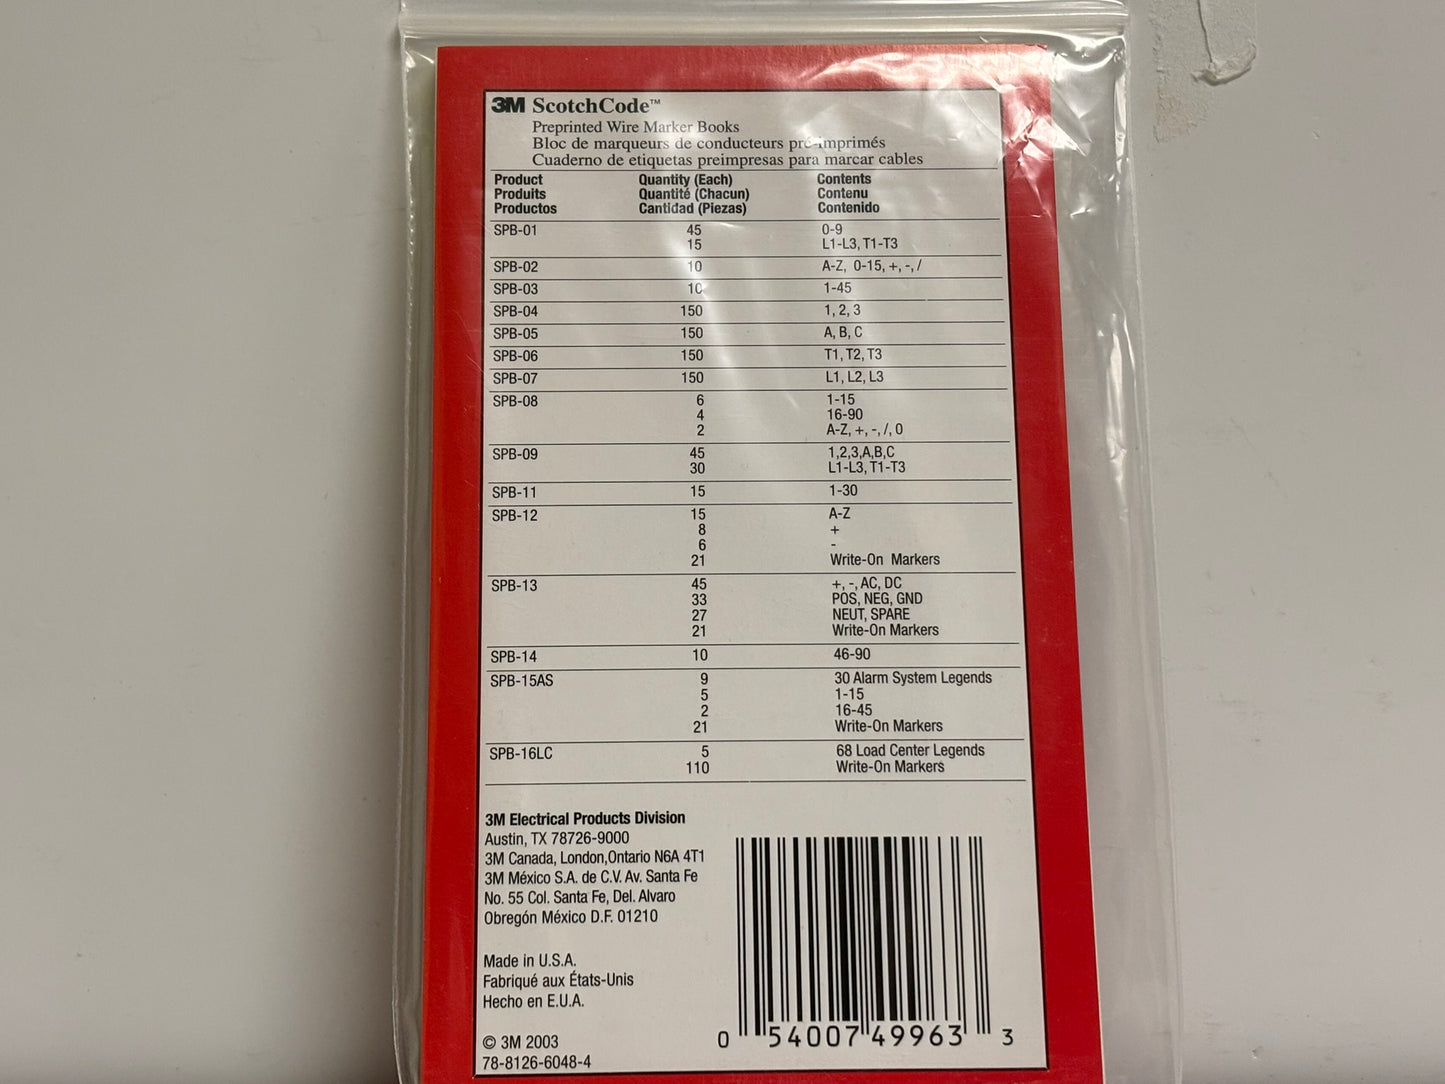 3M ScotchCode™
Preprinted Wire Marker Books
Bloc de marqueurs de conducteurs pré-imprimés
Cuaderno de etiquetas preimpresas para marcar cables
Product Quantity (Each) Contents
Produits Quantité (Chacun) Contenu
Productos Cantidad (Piezas) Contenido
SPB-01 45 0-9
15 L1-L3, T1-T3
SPB-02 10 A-Z, 0-15, +, -, /
SPB-03 10 1-45
SPB-04 150 1, 2, 3
SPB-05 150 A, B, C
SPB-06 150 T1, T2, T3
SPB-07 150 L1, L2, L3
SPB-08 6 1-15
4 16-90
2 A-Z, +, -, /, 0
SPB-09 45 1,2,3,A,B,C
30 L1-L3, T1-T3
SPB-11 15 1-30
SPB-12 15 A-Z
8 +
6 -
21 Write-On Markers
SPB-13 45 +, -, AC, DC
33 POS, NEG, GND
27 NEUT, SPARE
21 Write-On Markers
SPB-14 10 46-90
SPB-15AS 9 30 Alarm System Legends
5 1-15
2 16-45
21 Write-On Markers
SPB-16LC 5 68 Load Center Legends
110 Write-On Markers
3M Electrical Products Division
Austin, TX 78726-9000
3M Canada, London,Ontario N6A 4T1
3M México S.A. de C.V. Av. Santa Fe
No. 55 Col. Santa Fe, Del. Alvaro
Obregón México D.F. 01210
Made in U.S.A.
Fabriqué aux États-Unis
Hecho en E.U.A.
© 3M 2003
78-8126-6048-4
0 54007 49963 3